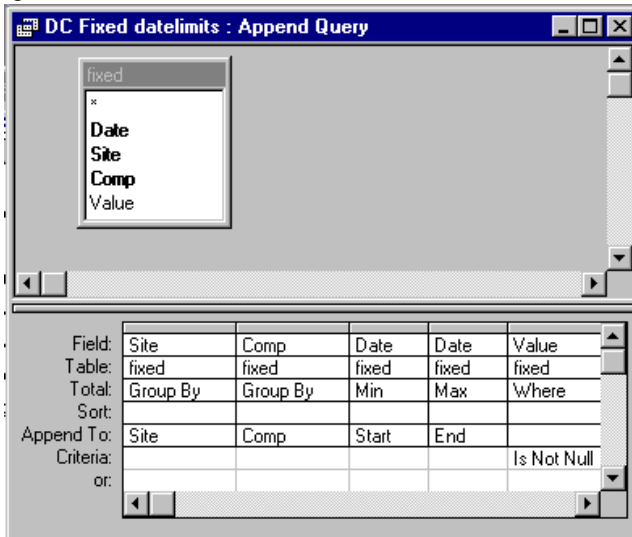 DC Fixed datelimits : Append Query
fixed
*
Date
Site
Comp
Value
Field: Site Comp Date Date Value
Table: fixed fixed fixed fixed fixed
Total: Group By Group By Min Max Where
Sort:
Append To: Site Comp Start End
Criteria: Is Not Null
or: